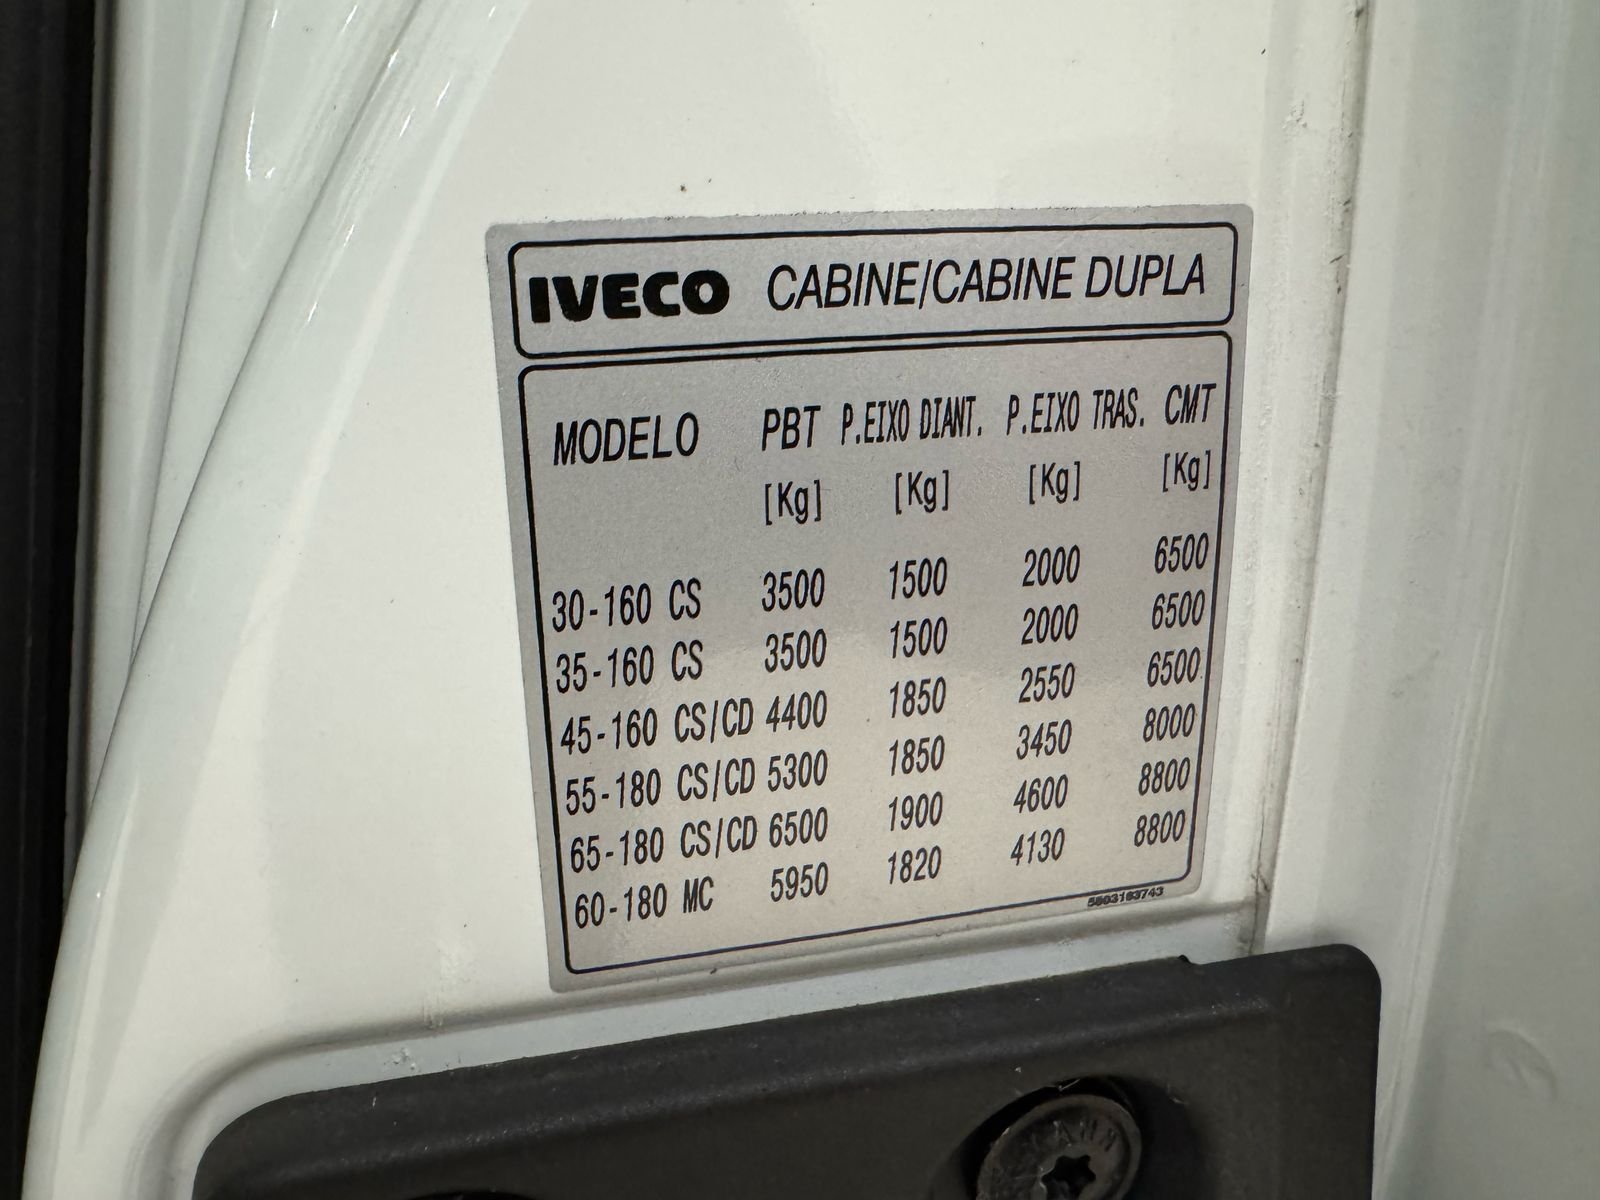 IVECO CABINE/CABINE DUPLA
MODELO PBT P.EIXO DIANT. P.EIXO TRAS. CMT
[Kg] [Kg] [Kg] [Kg]
30-160 CS 3500 1500 2000 6500
35-160 CS 3500 1500 2000 6500
45-160 CS/CD 4400 1850 2550 6500
55-180 CS/CD 5300 1850 3450 8000
65-180 CS/CD 6500 1900 4600 8800
60-180 MC 5950 1820 4130 8800